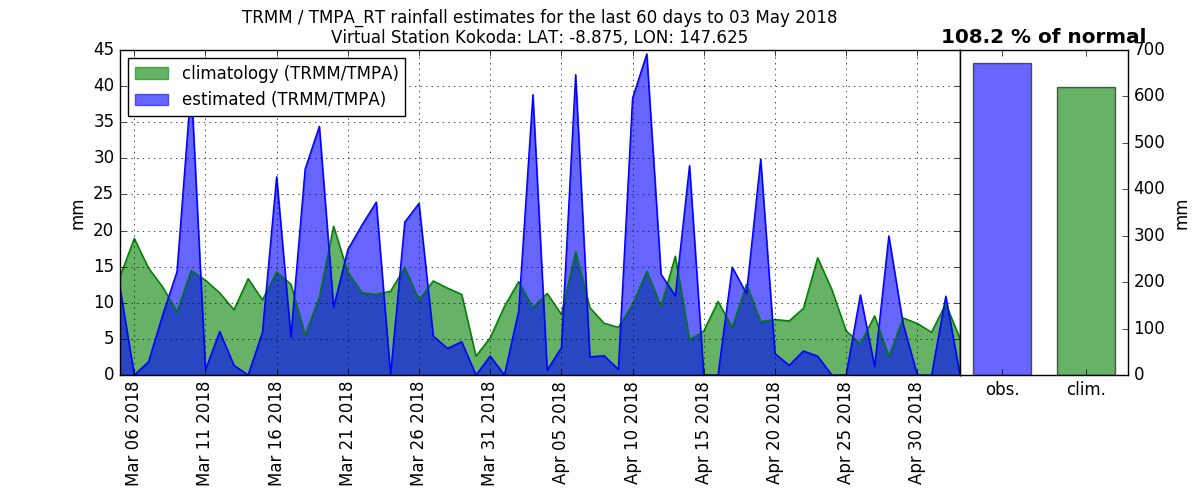 TRMM / TMPA_RT rainfall estimates for the last 60 days to 03 May 2018
Virtual Station Kokoda: LAT: -8.875, LON: 147.625
108.2 % of normal
climatology (TRMM/TMPA)
estimated (TRMM/TMPA)
45
40
35
30
25
20
15
10
5
0
mm
Mar 06 2018
Mar 11 2018
Mar 16 2018
Mar 21 2018
Mar 26 2018
Mar 31 2018
Apr 05 2018
Apr 10 2018
Apr 15 2018
Apr 20 2018
Apr 25 2018
Apr 30 2018
obs.
clim.
700
600
500
400
300
200
100
0
mm